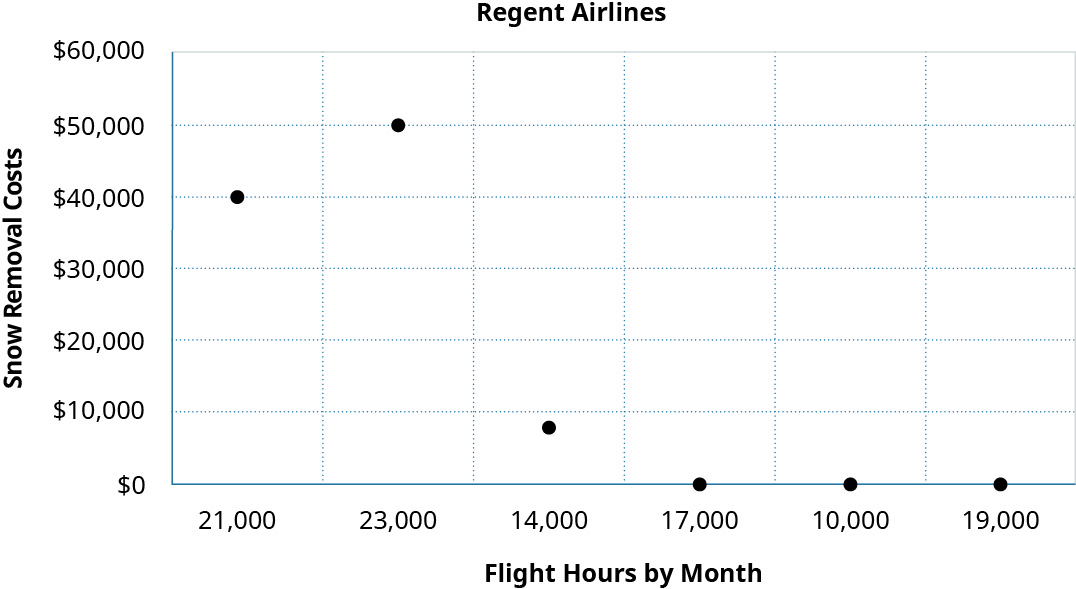 Regent Airlines
$60,000
$50,000
$40,000
$30,000
$20,000
$10,000
$0
Snow Removal Costs
21,000 23,000 14,000 17,000 10,000 19,000
Flight Hours by Month